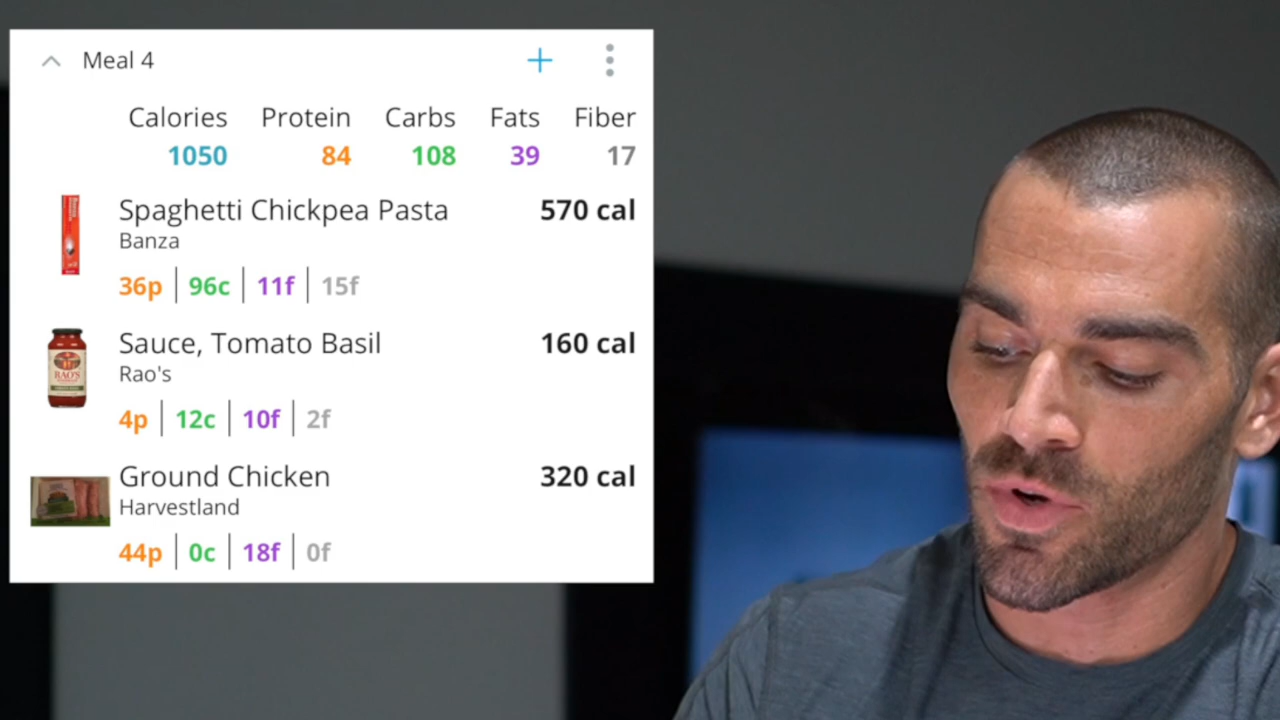 Meal 4
Calories Protein Carbs Fats Fiber
1050 84 108 39 17
Spaghetti Chickpea Pasta 570 cal
Banza
36p | 96c | 11f | 15f
Sauce, Tomato Basil 160 cal
Rao's
RAO'S
4p | 12c | 10f | 2f
Ground Chicken 320 cal
Harvestland
44p | 0c | 18f | 0f